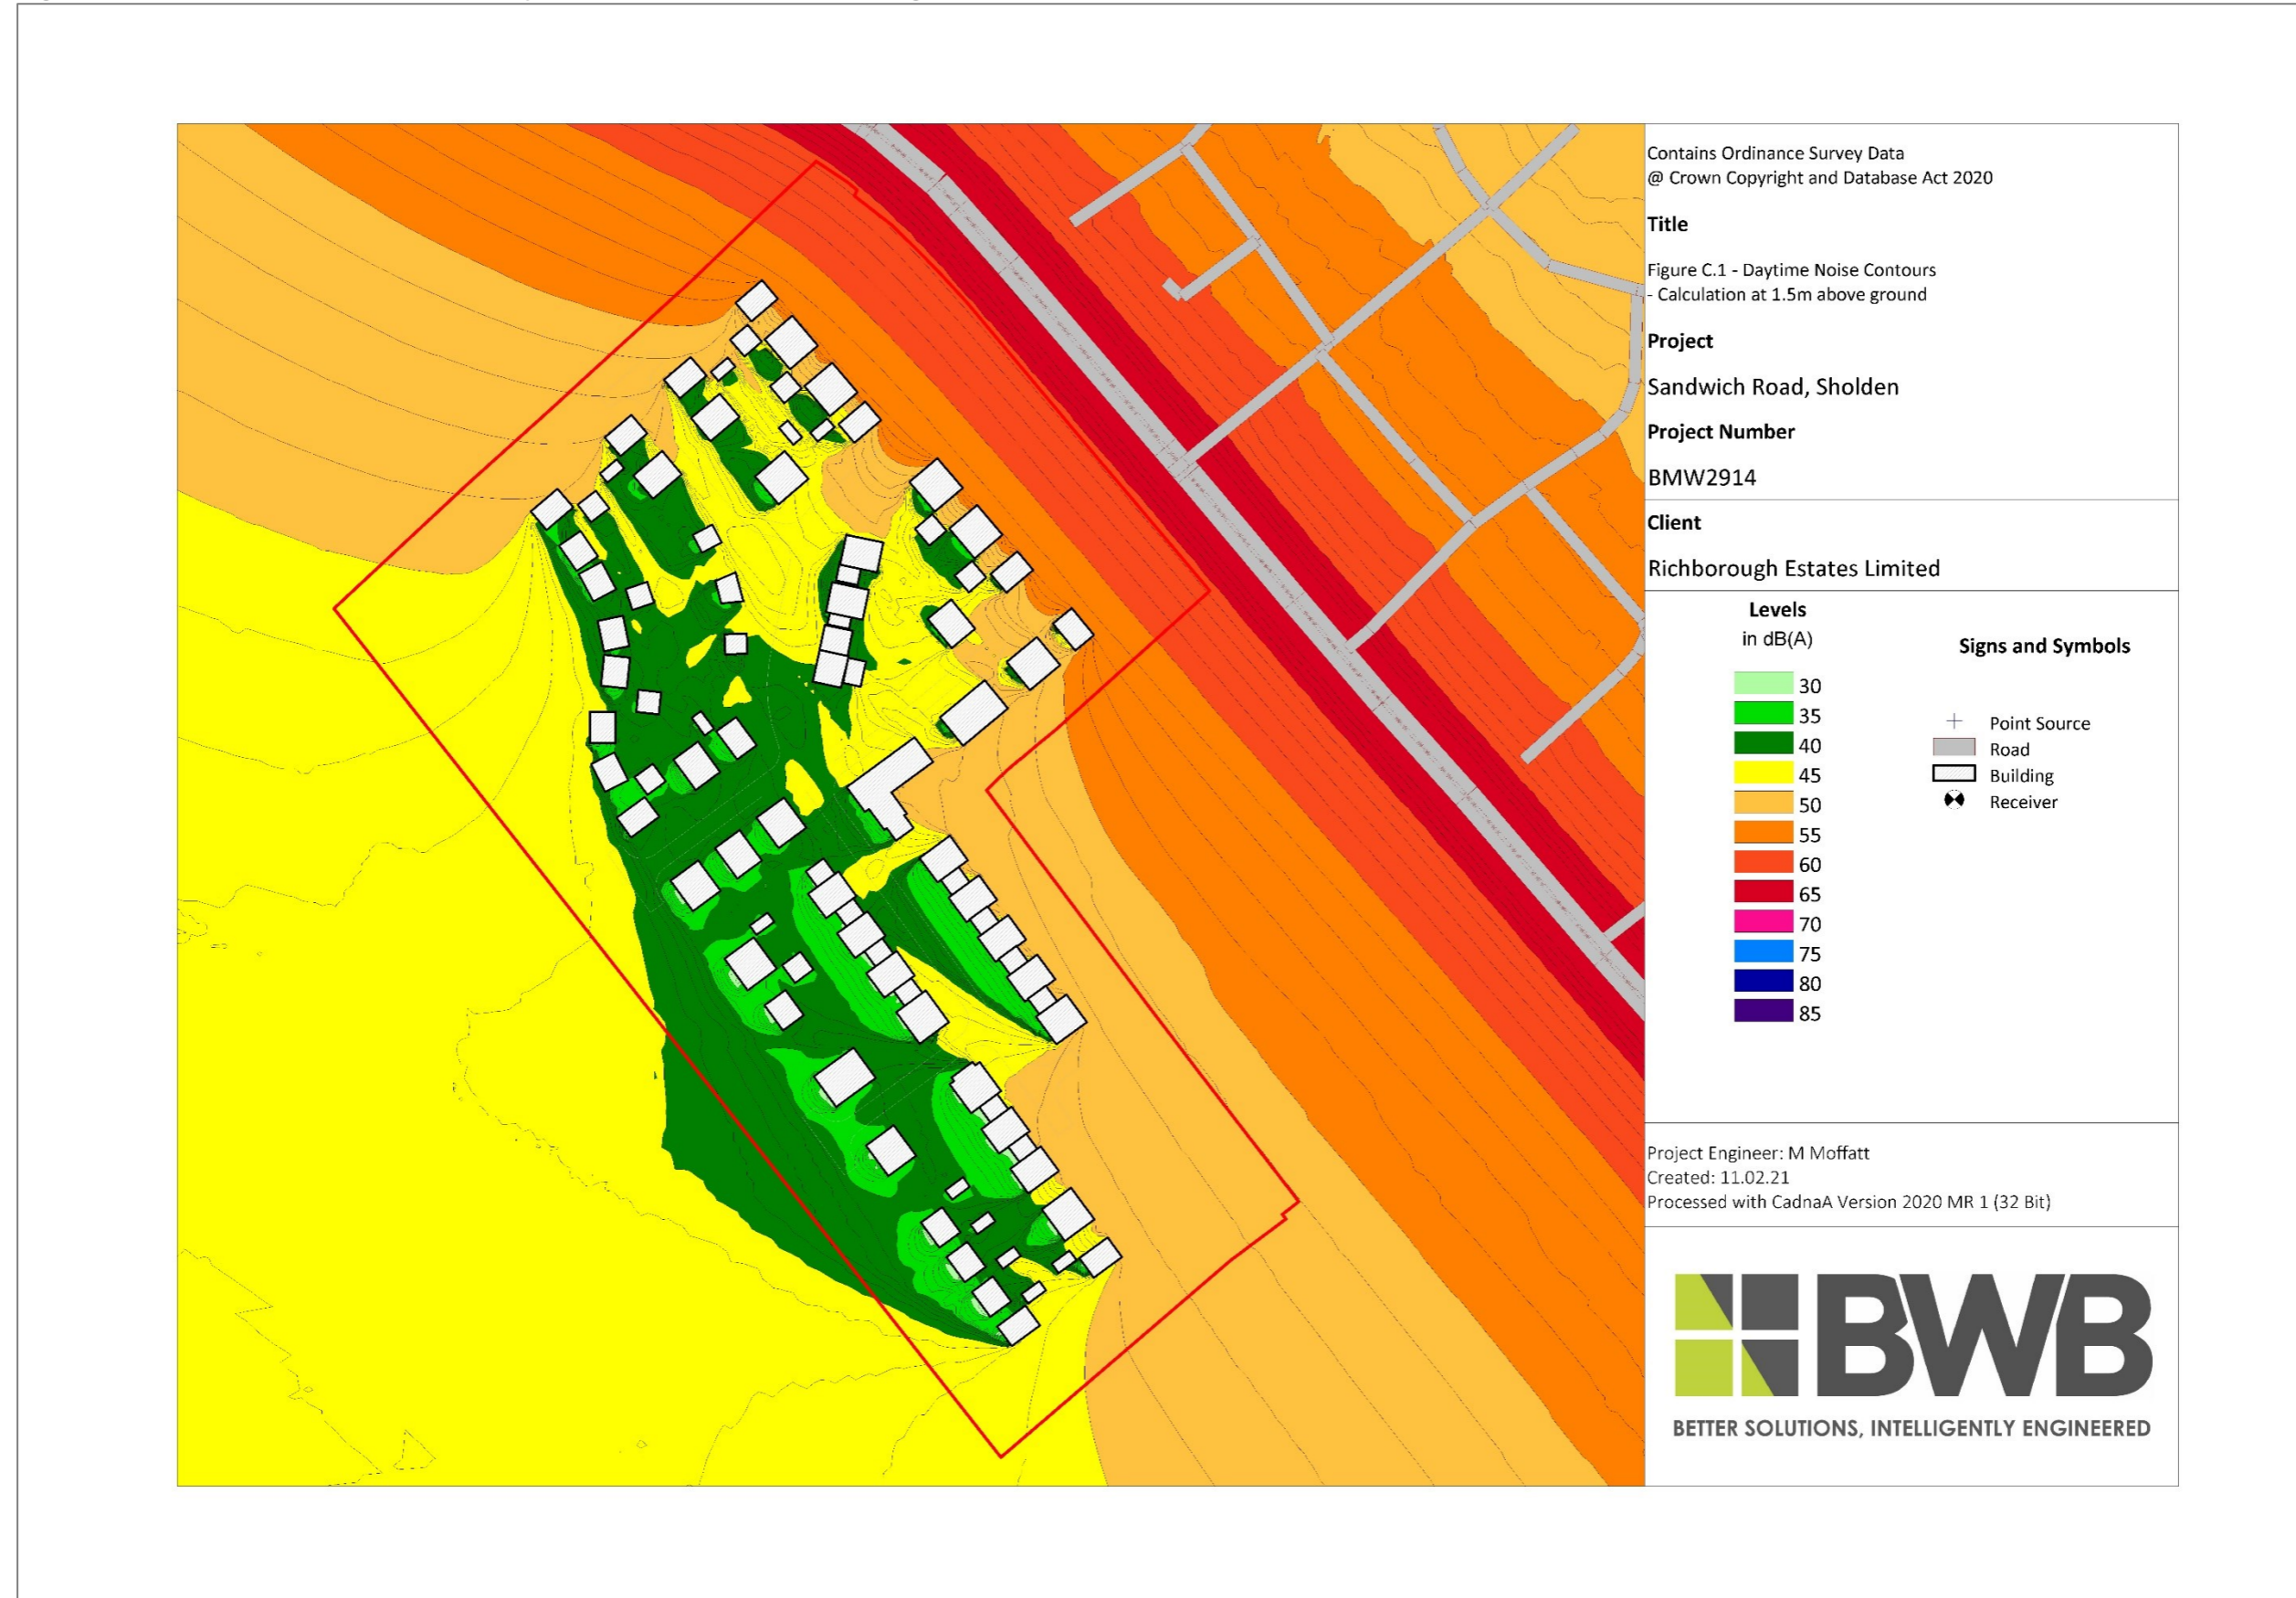 Contains Ordinance Survey Data
@ Crown Copyright and Database Act 2020
Title
Figure C.1 - Daytime Noise Contours
- Calculation at 1.5m above ground
Project
Sandwich Road, Sholden
Project Number
BMW2914
Client
Richborough Estates Limited
Levels
in dB(A)
30
35
40
45
50
55
60
65
70
75
80
85
Signs and Symbols
Point Source
Road
Building
Receiver
Project Engineer: M Moffatt
Created: 11.02.21
Processed with CadnaA Version 2020 MR 1 (32 Bit)
BWB
BETTER SOLUTIONS, INTELLIGENTLY ENGINEERED